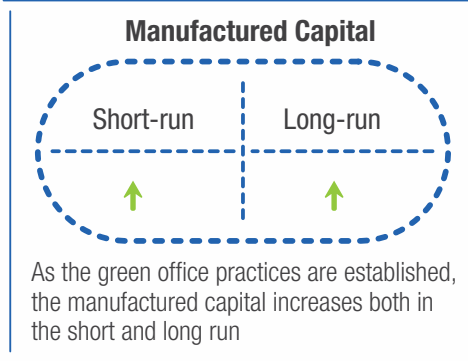 Manufactured Capital
Short-run Long-run
As the green office practices are established,
the manufactured capital increases both in
the short and long run